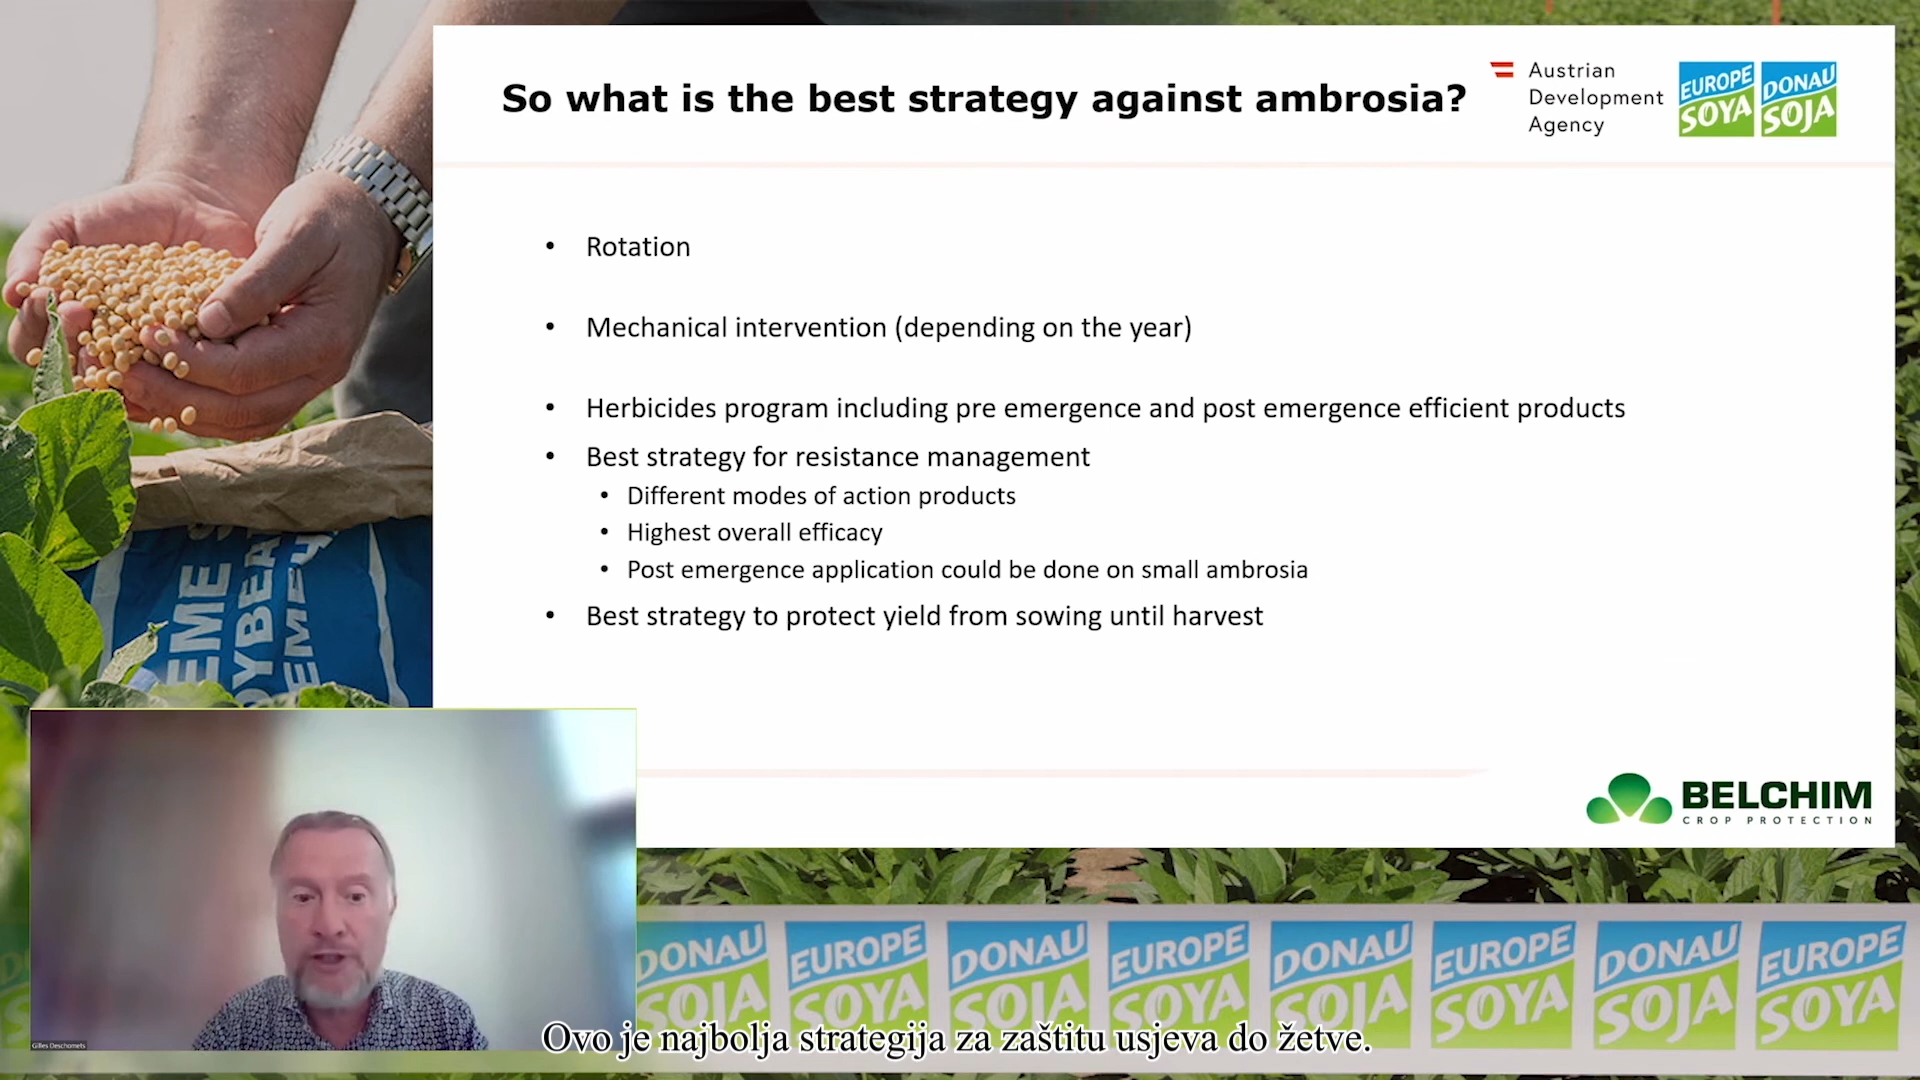 So what is the best strategy against ambrosia?
Austrian
Development
Agency
EUROPE
SOYA
DONAU
SOJA
• Rotation
• Mechanical intervention (depending on the year)
• Herbicides program including pre emergence and post emergence efficient products
• Best strategy for resistance management
• Different modes of action products
• Highest overall efficacy
• Post emergence application could be done on small ambrosia
• Best strategy to protect yield from sowing until harvest
BELCHIM
CROP PROTECTION
Gilles Deschomets
DONAU
SOJA
EUROPE
SOYA
DONAU
SOJA
EUROPE
SOYA
DONAU
SOJA
EUROPE
SOYA
DONAU
SOJA
EUROPE
SOYA
Ovo je najbolja strategija za zaštitu usjeva do žetve.